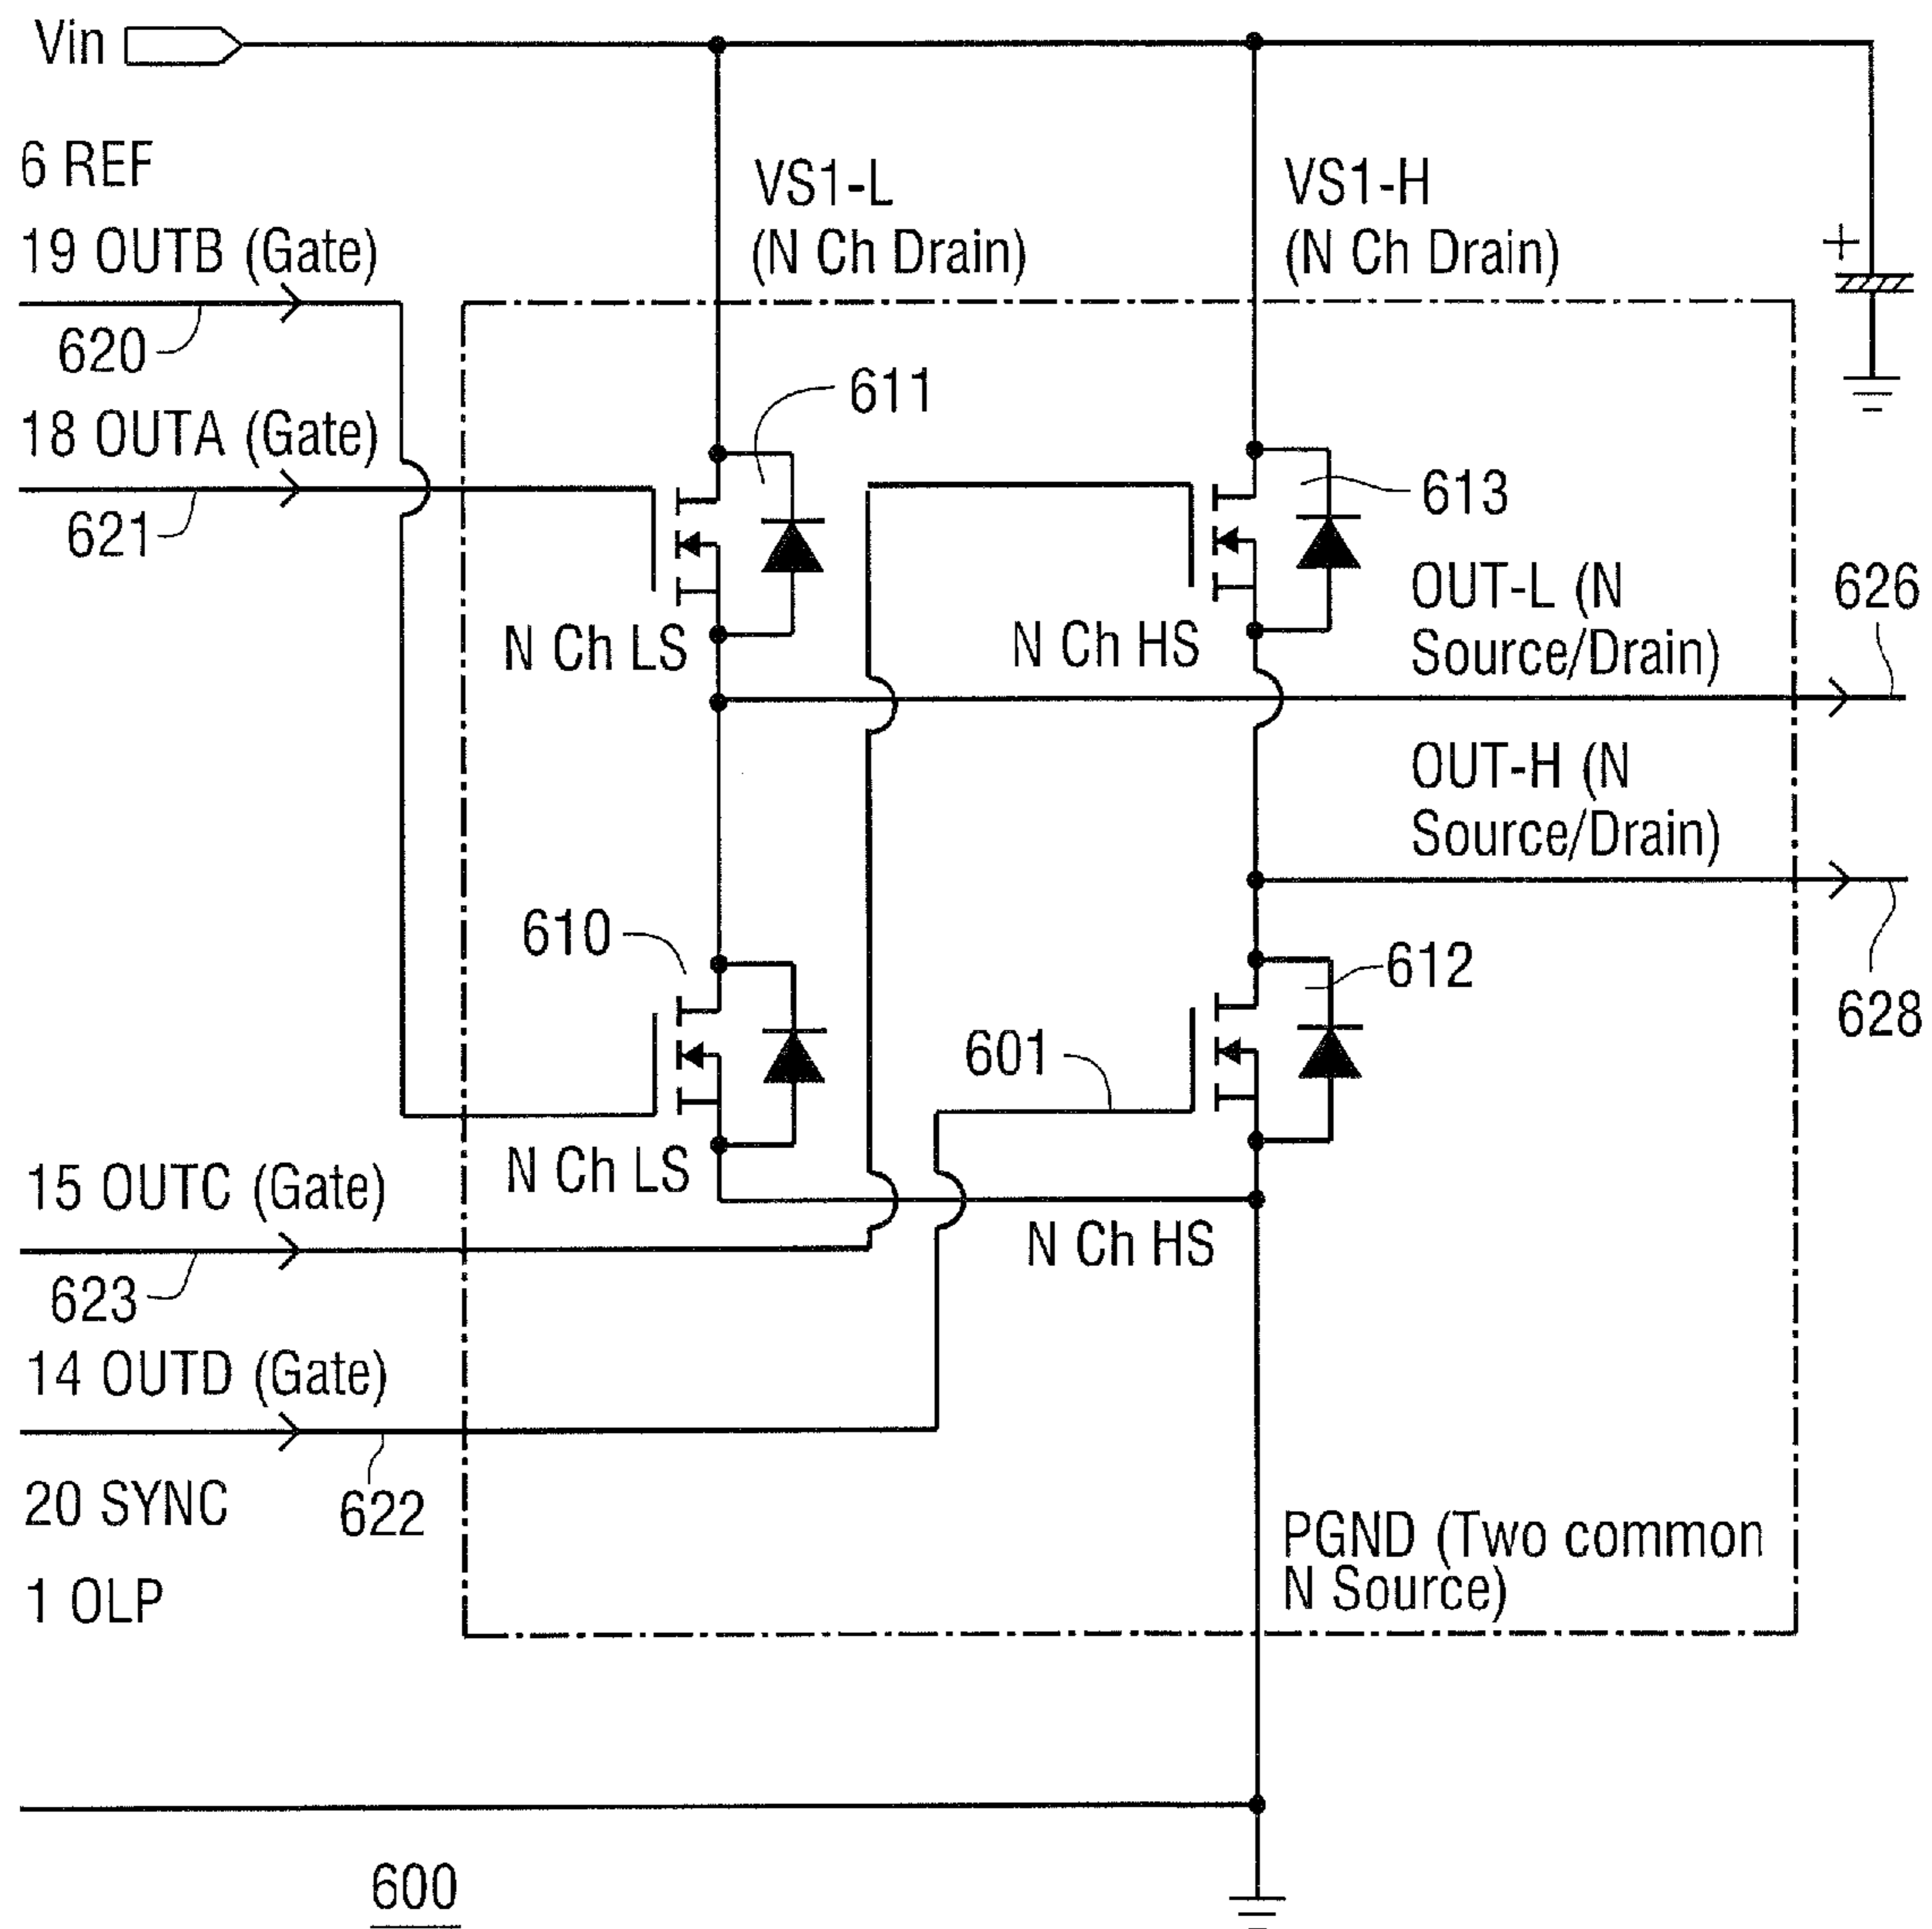 Vin
6 REF
VS1-L
(N Ch Drain)
VS1-H
(N Ch Drain)
19 OUTB (Gate)
+
620
611
18 OUTA (Gate)
613
621
OUT-L (N
Source/Drain)
626
N Ch LS
N Ch HS
OUT-H (N
Source/Drain)
610
612
628
601
N Ch LS
15 OUTC (Gate)
N Ch HS
623
14 OUTD (Gate)
20 SYNC
622
PGND (Two common
N Source)
1 OLP
600